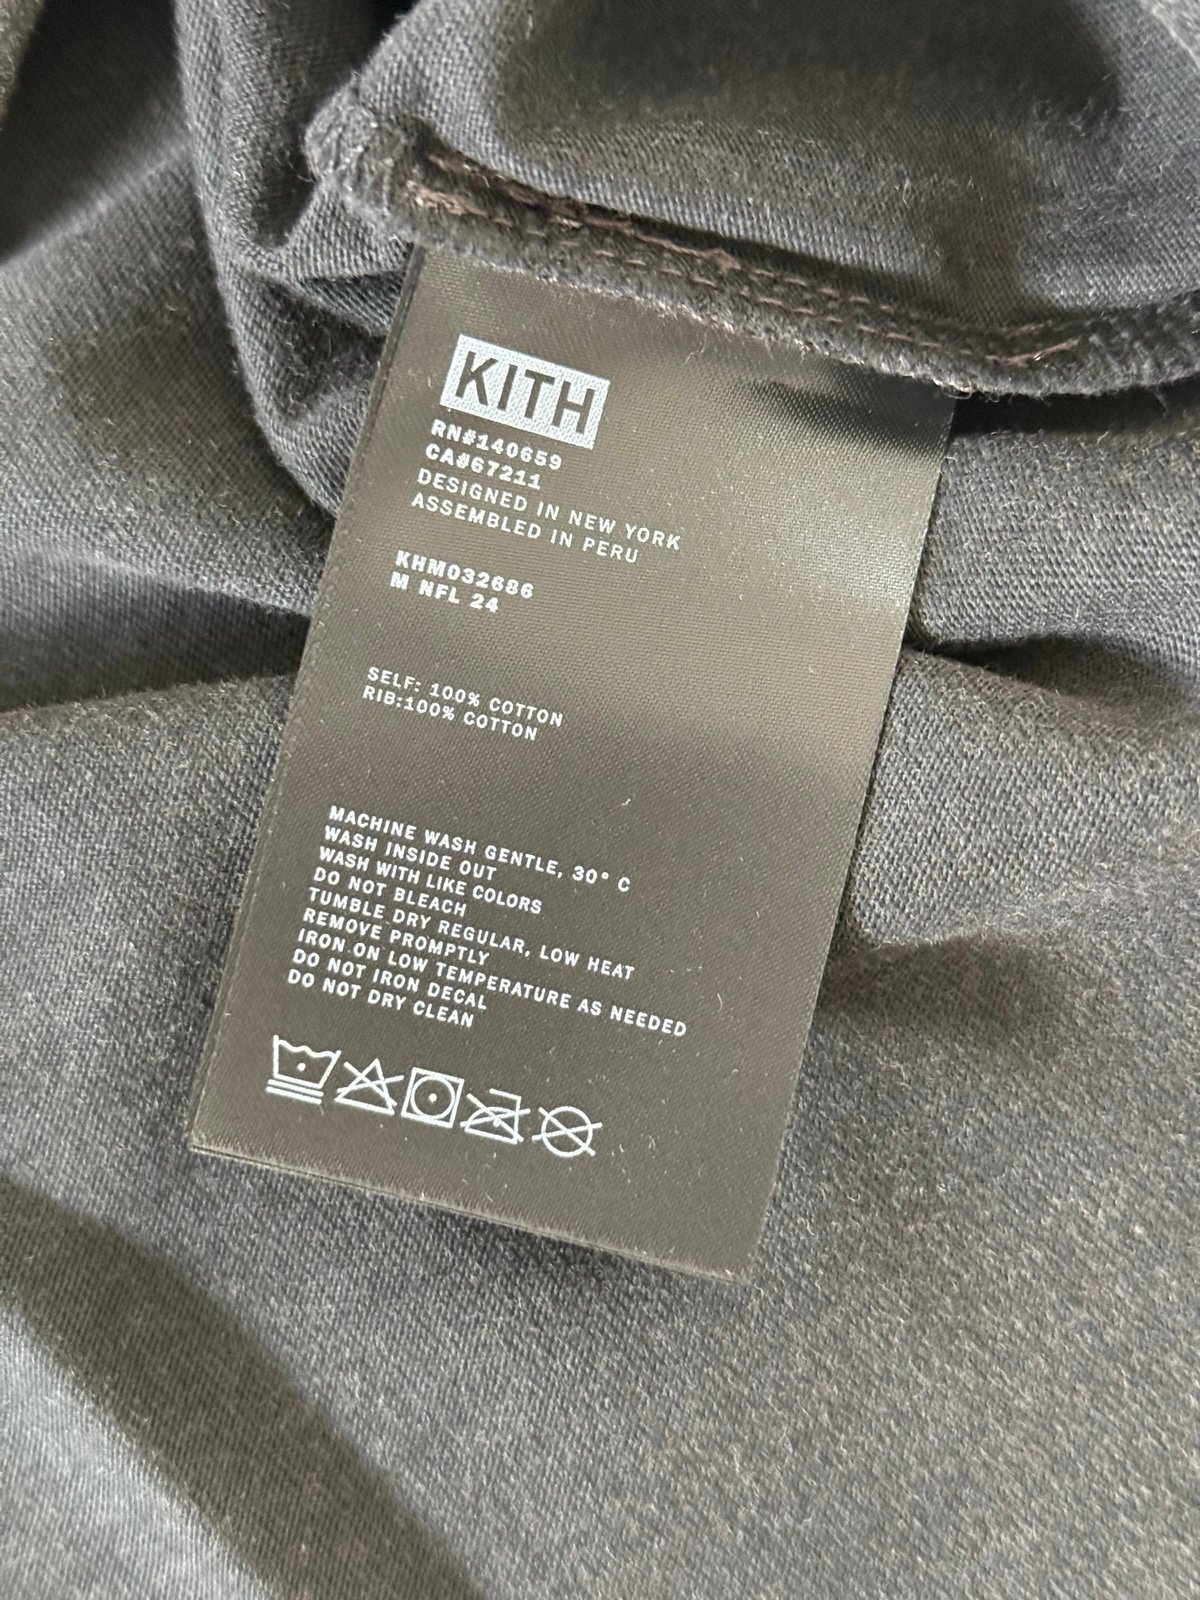 KITH
RN#140659
CA#67211
DESIGNED IN NEW YORK
ASSEMBLED IN PERU
KHM032686
M NFL 24
SELF: 100% COTTON
RIB:100% COTTON
MACHINE WASH GENTLE, 30° C
WASH INSIDE OUT
WASH WITH LIKE COLORS
DO NOT BLEACH
TUMBLE DRY REGULAR, LOW HEAT
REMOVE PROMPTLY
IRON ON LOW TEMPERATURE AS NEEDED
DO NOT IRON DECAL
DO NOT DRY CLEAN